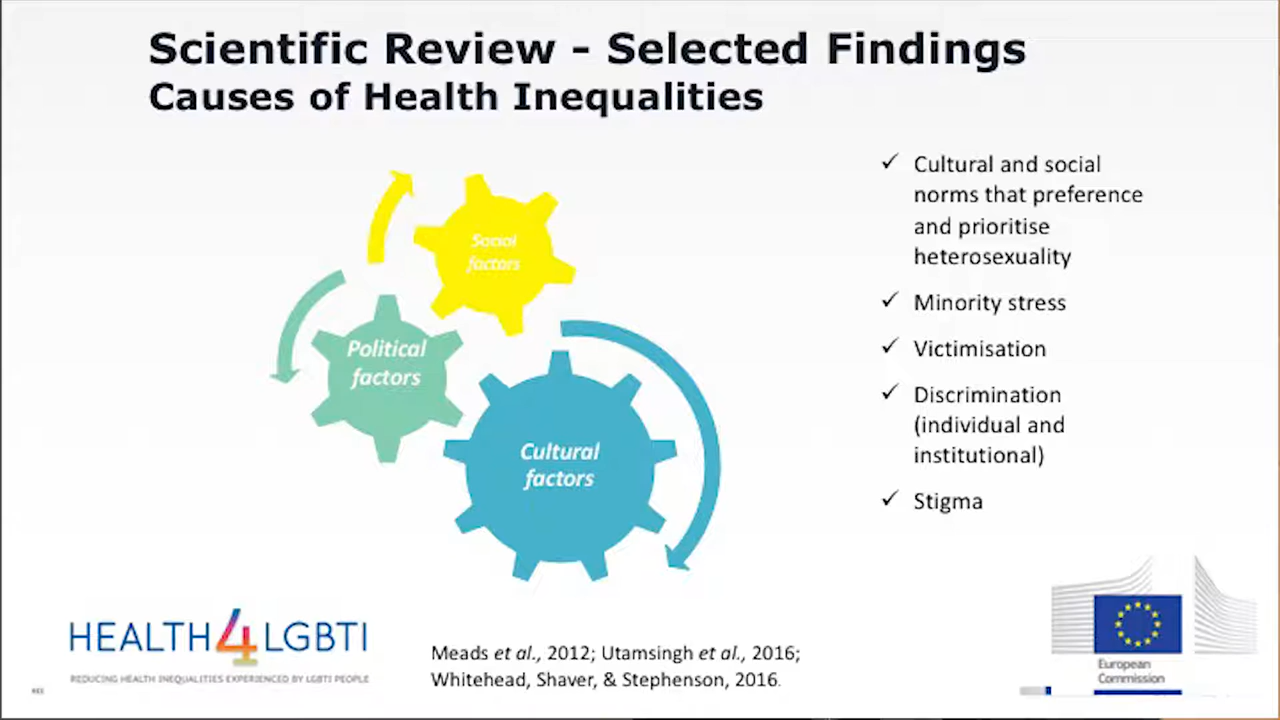 Scientific Review - Selected Findings
Causes of Health Inequalities
Social
factors
Political
factors
Cultural
factors
✓ Cultural and social
norms that preference
and prioritise
heterosexuality
✓ Minority stress
✓ Victimisation
✓ Discrimination
(individual and
institutional)
✓ Stigma
HEALTH4LGBTI
REDUCING HEALTH INEQUALITIES EXPERIENCED BY LGBTI PEOPLE
Meads et al., 2012; Utamsingh et al., 2016;
Whitehead, Shaver, & Stephenson, 2016.
European
Commission